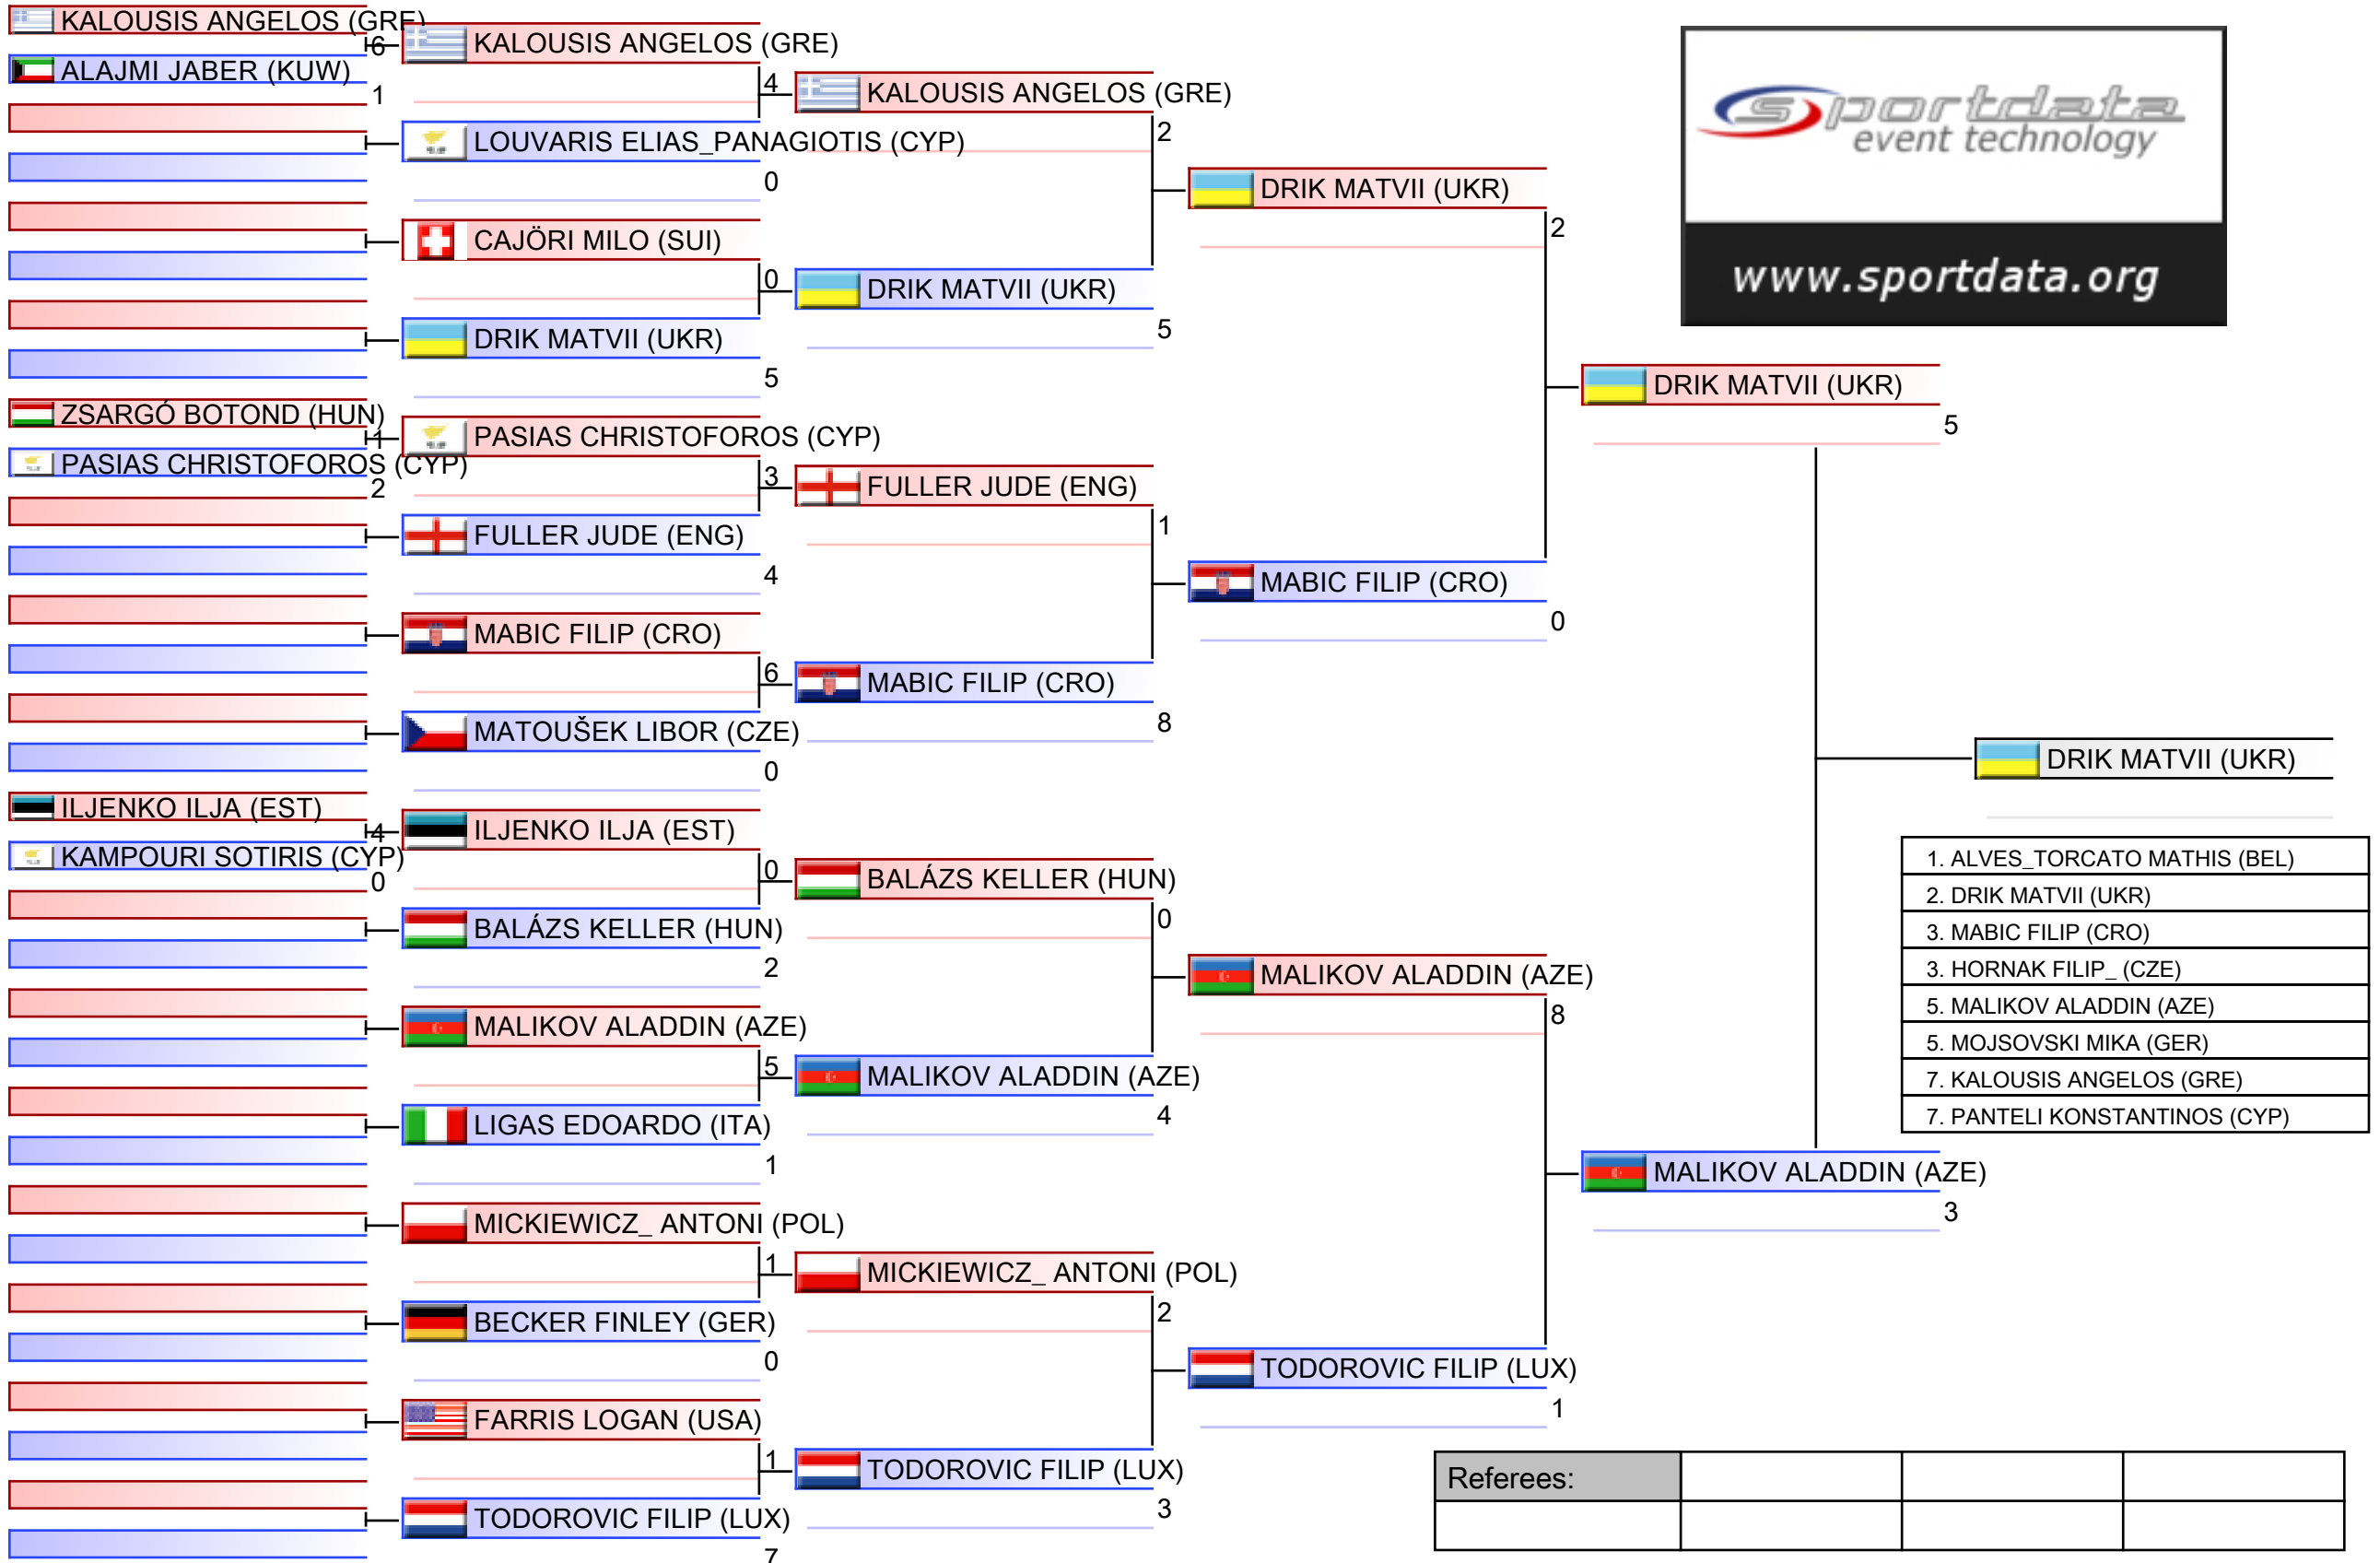 KALOUSIS ANGELOS (GRE)
6
ALAJMI JABER (KUW)
1
ZSARGÓ BOTOND (HUN)
1
PASIAS CHRISTOFOROS (CYP)
2
ILJENKO ILJA (EST)
4
KAMPOURI SOTIRIS (CYP)
0
KALOUSIS ANGELOS (GRE)
4
LOUVARIS ELIAS_PANAGIOTIS (CYP)
0
CAJÖRI MILO (SUI)
0
DRIK MATVII (UKR)
5
PASIAS CHRISTOFOROS (CYP)
3
FULLER JUDE (ENG)
4
MABIC FILIP (CRO)
6
MATOUŠEK LIBOR (CZE)
0
ILJENKO ILJA (EST)
0
BALÁZS KELLER (HUN)
2
MALIKOV ALADDIN (AZE)
5
LIGAS EDOARDO (ITA)
1
MICKIEWICZ_ ANTONI (POL)
1
BECKER FINLEY (GER)
0
FARRIS LOGAN (USA)
1
TODOROVIC FILIP (LUX)
7
KALOUSIS ANGELOS (GRE)
2
DRIK MATVII (UKR)
5
FULLER JUDE (ENG)
1
MABIC FILIP (CRO)
8
BALÁZS KELLER (HUN)
0
MALIKOV ALADDIN (AZE)
4
MICKIEWICZ_ ANTONI (POL)
2
TODOROVIC FILIP (LUX)
3
DRIK MATVII (UKR)
2
MABIC FILIP (CRO)
0
MALIKOV ALADDIN (AZE)
8
TODOROVIC FILIP (LUX)
1
DRIK MATVII (UKR)
5
MALIKOV ALADDIN (AZE)
3
DRIK MATVII (UKR)
sportdata
event technology
www.sportdata.org
1. ALVES_TORCATO MATHIS (BEL)
2. DRIK MATVII (UKR)
3. MABIC FILIP (CRO)
3. HORNAK FILIP_ (CZE)
5. MALIKOV ALADDIN (AZE)
5. MOJSOVSKI MIKA (GER)
7. KALOUSIS ANGELOS (GRE)
7. PANTELI KONSTANTINOS (CYP)
Referees: